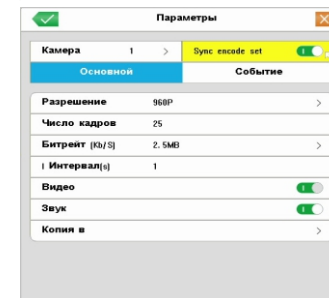 Параметры
Камера 1 > Sync encode set
Основной Событие
Разрешение 960P >
Число кадров 25
Битрейт (Kb/S) 2. 5MB >
I Интервал(s) 1
Видео
Звук
Копия в >